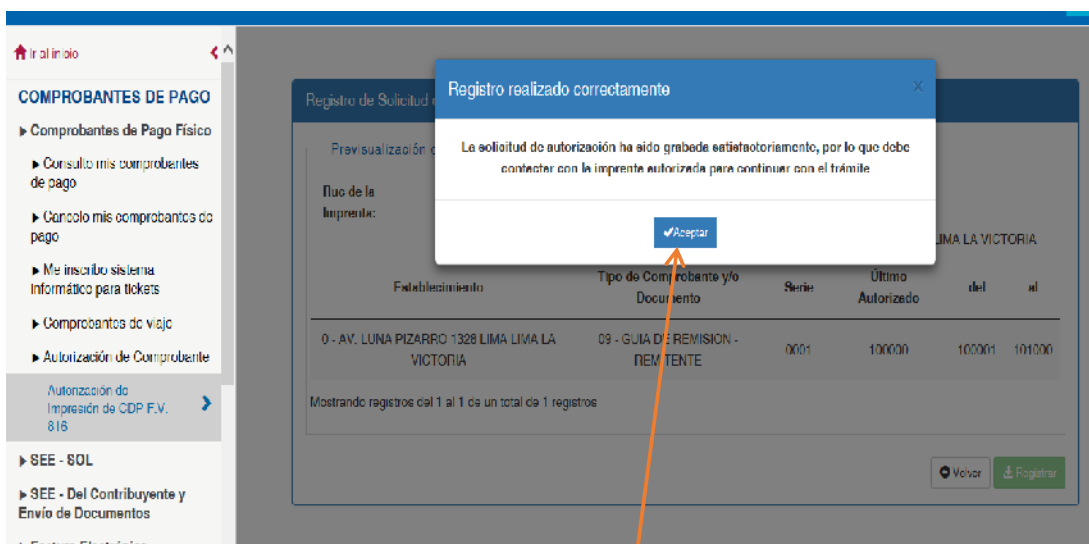 Ir al inicio
COMPROBANTES DE PAGO
Comprobantes de Pago Físico
Consulto mis comprobantes
de pago
Cancelo mis comprobantes de
pago
Me inscribo sistema
informático para tickets
Comprobantes de viaje
Autorización de Comprobante
Autorización de
Impresión de CDP F.V.
816
SEE - SOL
SEE - Del Contribuyente y
Envío de Documentos
Registro de Solicitud
Registro realizado correctamente
×
La solicitud de autorización ha sido grabada satisfactoriamente, por lo que debe
contactar con la imprenta autorizada para continuar con el trámite
Aceptar
Previsualización
Ruc de la
Imprenta:
LIMA LA VICTORIA
Establecimiento
Tipo de Comprobante y/o
Documento
Serie
Último
Autorizado
del
al
0 - AV. LUNA PIZARRO 1328 LIMA LIMA LA
VICTORIA
09 - GUIA DE REMISION -
REMITENTE
0001
100000
100001
101000
Mostrando registros del 1 al 1 de un total de 1 registros
Volver
Registrar